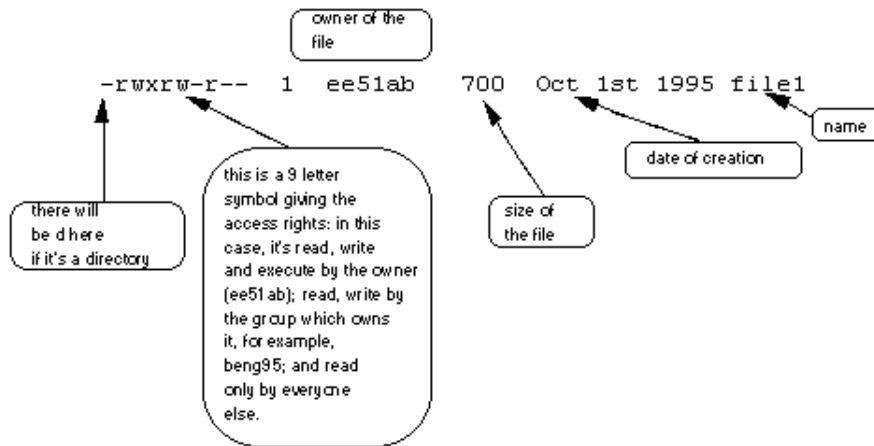 owner of the
file
-rwxrw-r-- 1 ee51ab 700 Oct 1st 1995 file1
name
date of creation
this is a 9 letter
symbol giving the
access rights: in this
case, it's read, write
and execute by the owner
(ee51ab); read, write by
the group which owns
it, for example,
beng95; and read
only by everyone
else.
there will
be d here
if it's a directory
size of
the file